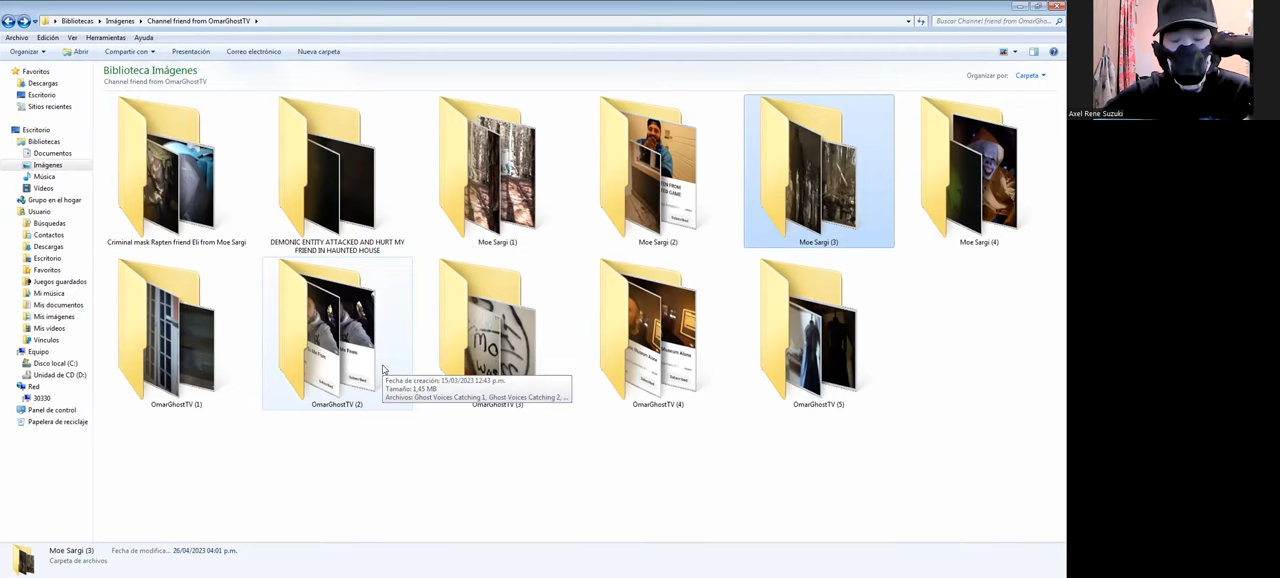 Bibliotecas ▸ Imágenes ▸ Channel friend from OmarGhostTV ▸
Buscar Channel friend from OmarGho...
Archivo Edición Ver Herramientas Ayuda
Organizar ▾ Abrir Compartir con ▾ Presentación Correo electrónico Nueva carpeta
Favoritos
Descargas
Escritorio
Sitios recientes
Escritorio
Bibliotecas
Documentos
Imágenes
Música
Vídeos
Grupo en el hogar
Usuario
Búsquedas
Contactos
Descargas
Escritorio
Favoritos
Juegos guardados
Mi música
Mis documentos
Mis imágenes
Mis vídeos
Vínculos
Equipo
Disco local (C:)
Unidad de CD (D:)
Red
30330
Panel de control
Papelera de reciclaje
Biblioteca Imágenes
Channel friend from OmarGhostTV
Organizar por: Carpeta ▾
Criminal mask Rapten friend Eli from Moe Sargi
DEMONIC ENTITY ATTACKED AND HURT MY
FRIEND IN HAUNTED HOUSE
Moe Sargi (1)
Moe Sargi (2)
Moe Sargi (3)
Moe Sargi (4)
OmarGhostTV (1)
OmarGhostTV (2)
OmarGhostTV (3)
OmarGhostTV (4)
OmarGhostTV (5)
Fecha de creación: 15/03/2023 12:43 p.m.
Tamaño: 1,45 MB
Archivos: Ghost Voices Catching 1, Ghost Voices Catching 2, ...
Moe Sargi (3) Fecha de modifica... 26/04/2023 04:01 p.m.
Carpeta de archivos
Axel Rene Suzuki